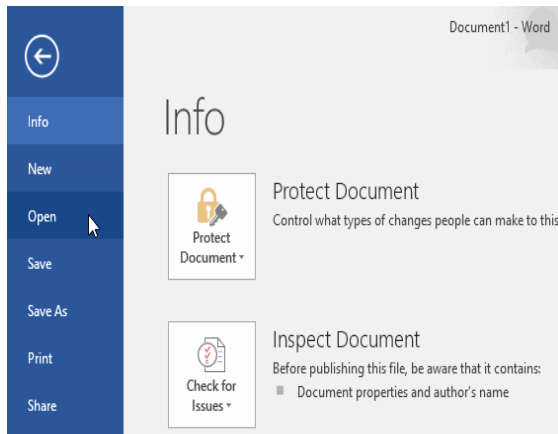 Document1 - Word
Info
New
Open
Save
Save As
Print
Share
Info
Protect
Document
Protect Document
Control what types of changes people can make to this
Check for
Issues
Inspect Document
Before publishing this file, be aware that it contains:
Document properties and author's name